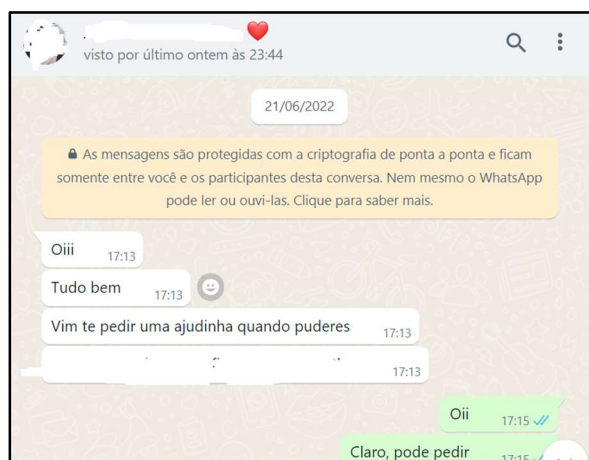 visto por último ontem às 23:44
21/06/2022
As mensagens são protegidas com a criptografia de ponta a ponta e ficam
somente entre você e os participantes desta conversa. Nem mesmo o WhatsApp
pode ler ou ouvi-las. Clique para saber mais.
Oiii 17:13
Tudo bem 17:13
Vim te pedir uma ajudinha quando puderes 17:13
17:13
Oii 17:15
Claro, pode pedir 17:15